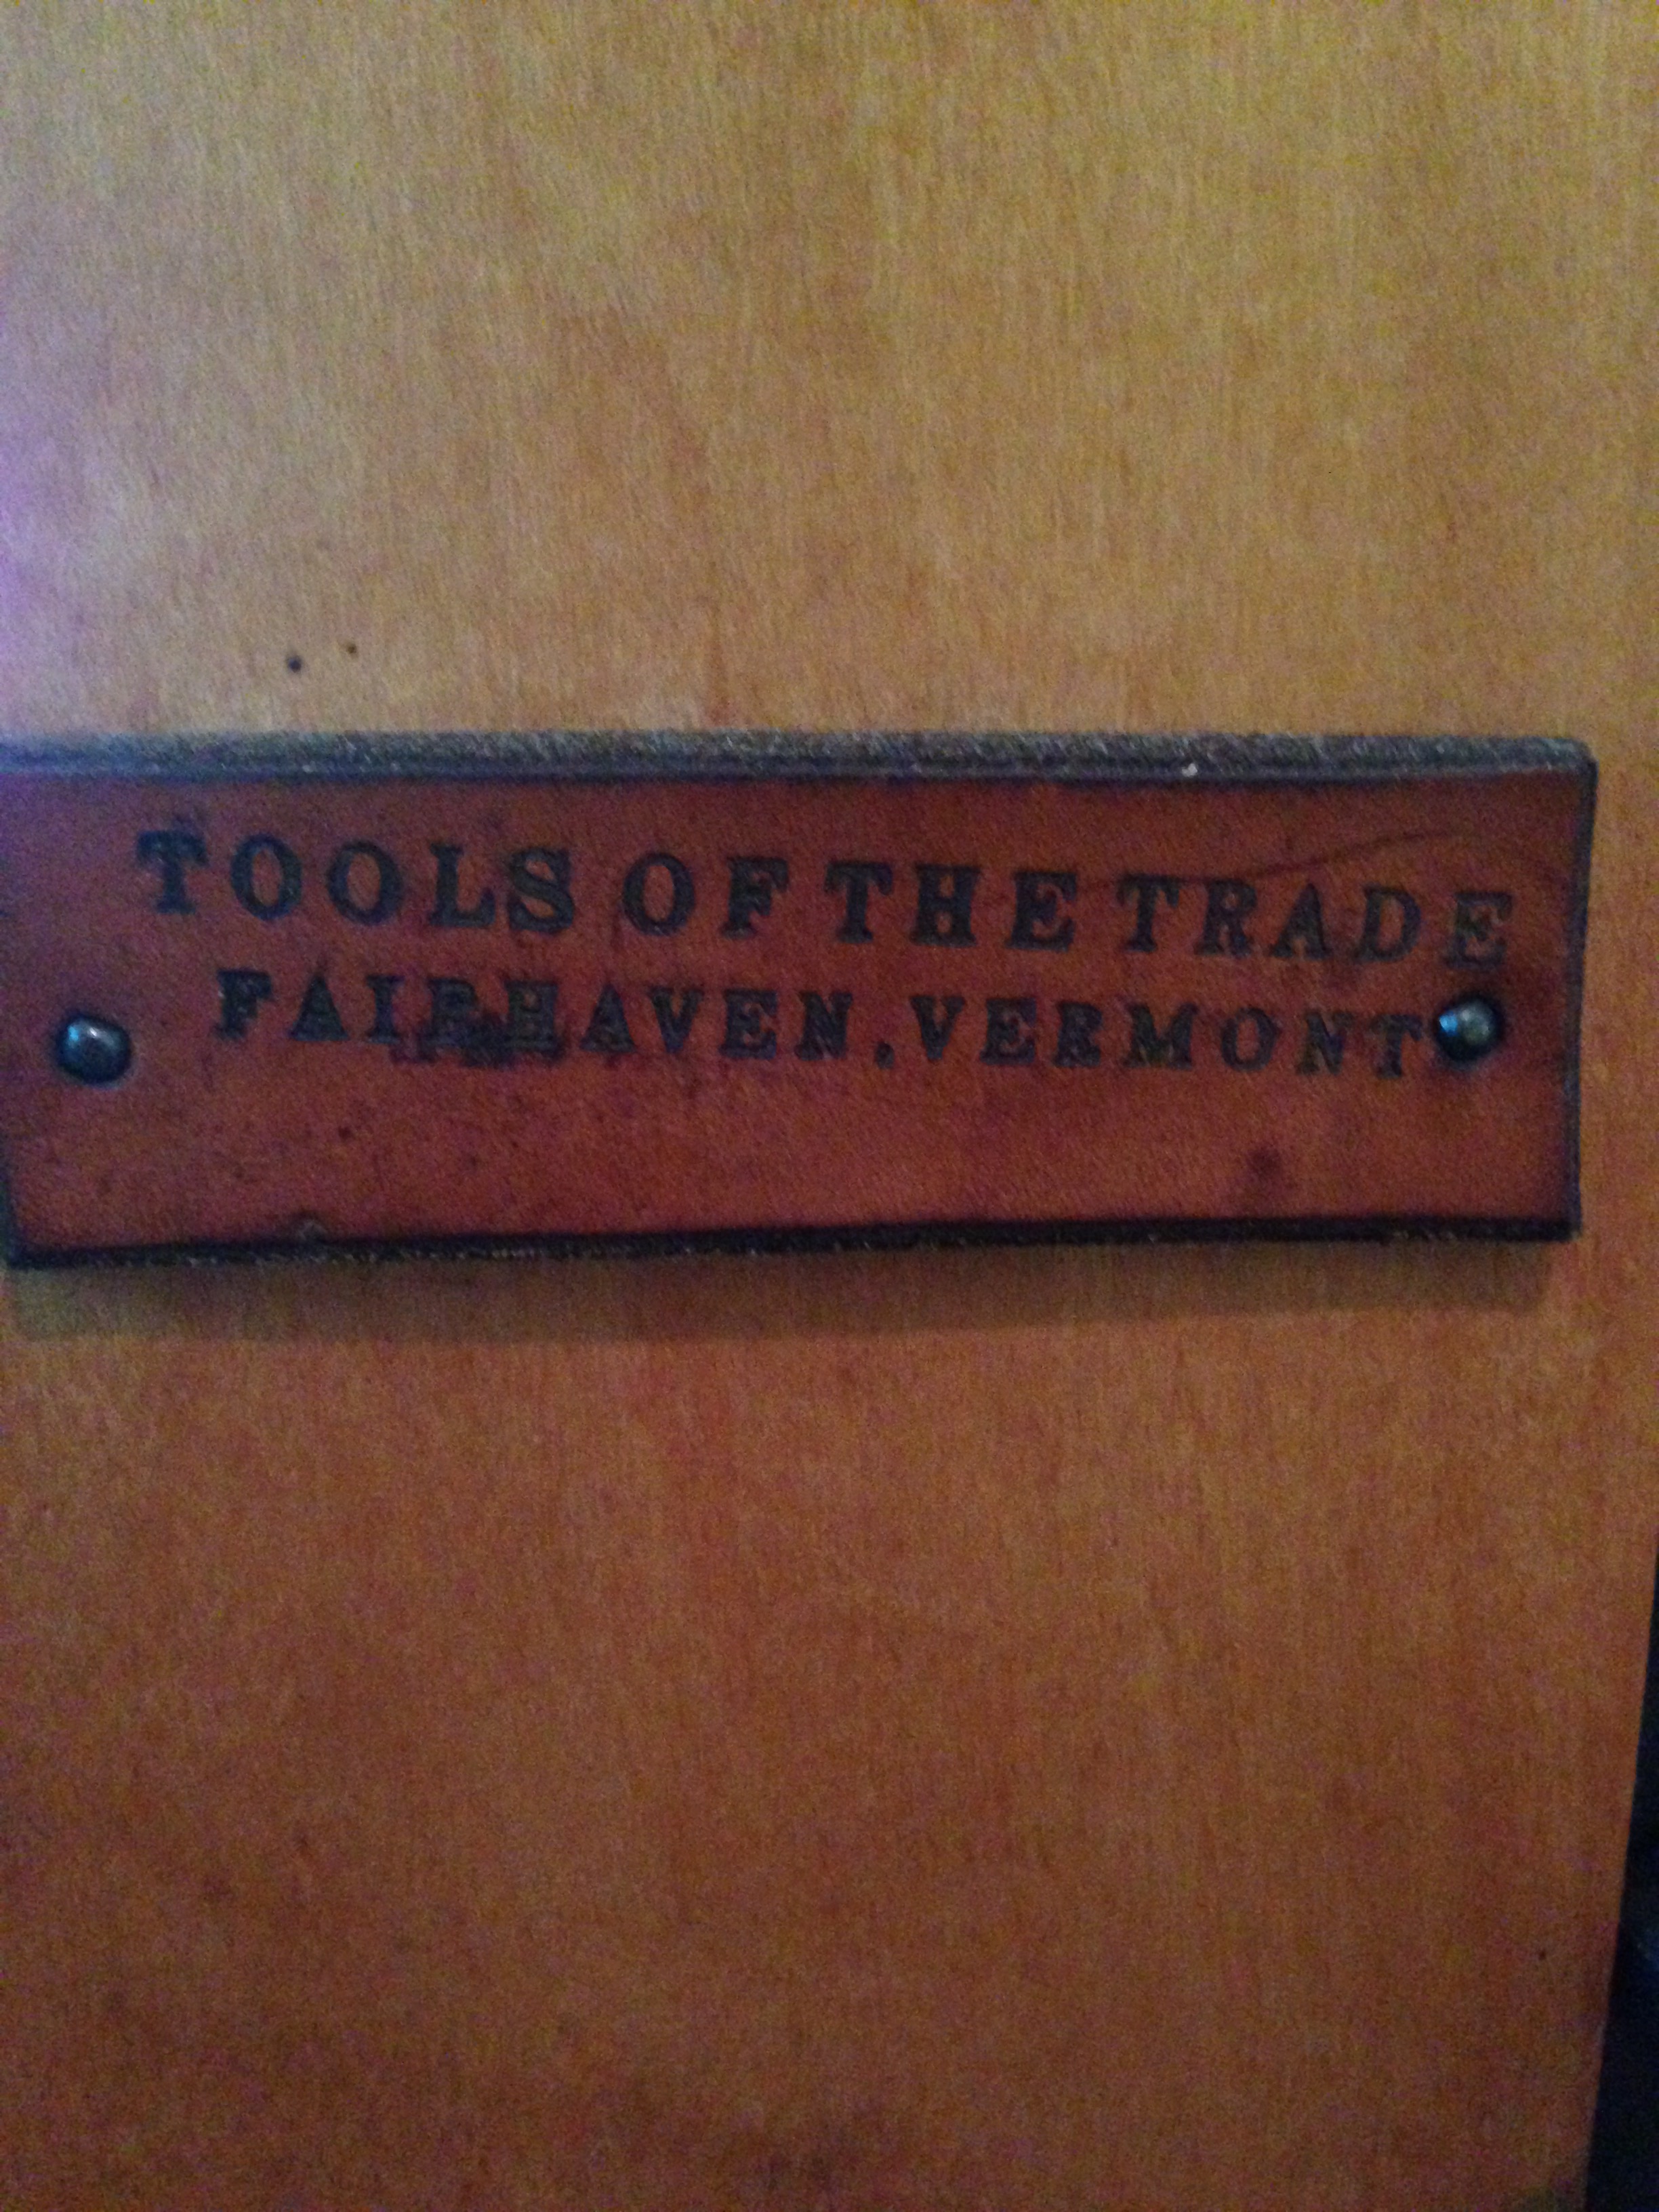 TOOLS OF THE TRADE
FAIRHAVEN, VERMONT